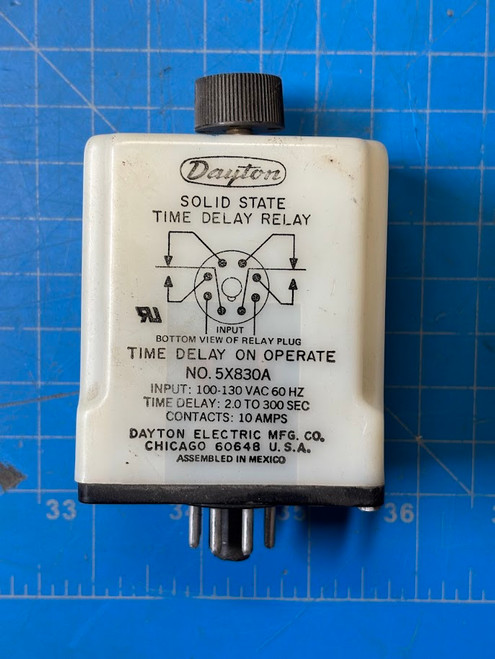 Dayton
SOLID STATE
TIME DELAY RELAY
INPUT
BOTTOM VIEW OF RELAY PLUG
TIME DELAY ON OPERATE
NO. 5X830A
INPUT: 100-130 VAC 60 HZ
TIME DELAY: 2.0 TO 300 SEC
CONTACTS: 10 AMPS
DAYTON ELECTRIC MFG. CO.
CHICAGO 60648 U.S.A.
ASSEMBLED IN MEXICO
33 36